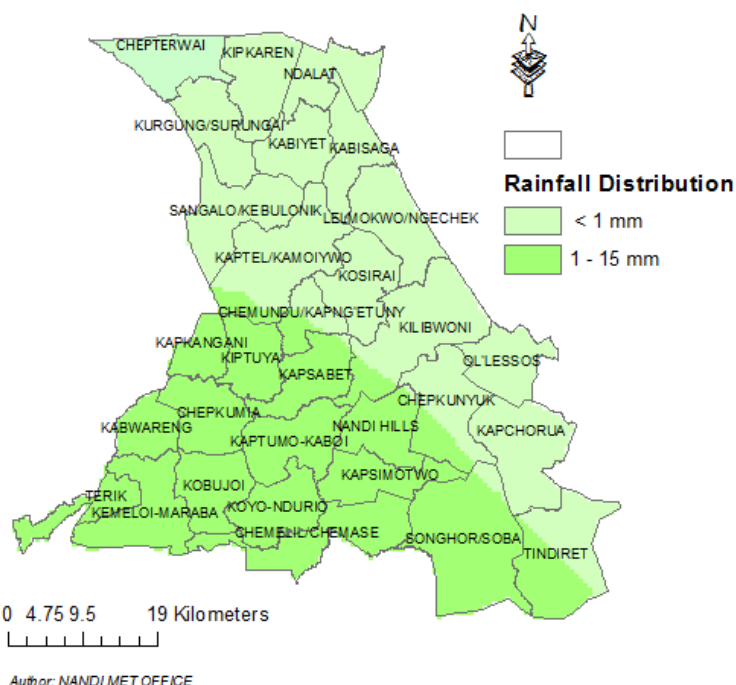 N
CHEPTERWAI
KIPKAREN
NDALAT
KURGUNG/SURUNGAI
KABIYET
KABISAGA
SANGALO/KEBULONIK
LELMOKWO/NGECHEK
KAPTEL/KAMOIYWO
KOSIRAI
CHEMUNDU/KAPNG'ETUNY
KILIBWONI
KAPKANGANI
KIPTUYA
KAPSABET
OL'LESSOS
CHEPKUNYUK
CHEPKUMIA
KABWARENG
KAPTUMO-KABOI
NANDI HILLS
KAPCHORUA
KAPSIMOTWO
KOBUJOI
TERIK
KEMELOI-MARABA
KOYO-NDURIO
CHEMELIL/CHEMASE
SONGHOR/SOBA
TINDIRET
Rainfall Distribution
< 1 mm
1 - 15 mm
0 4.75 9.5 19 Kilometers
Author: NANDI MET OFFICE